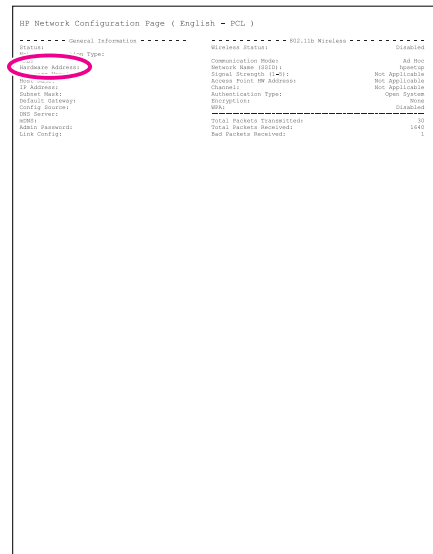 HP Network Configuration Page ( English - PCL )
General Information
Status:
Type:
Hardware Address:
Host
IP Address:
Subnet Mask:
Default Gateway:
Config Source:
DNS Server:
mDNS:
Admin Password:
Link Config:
802.11b Wireless
Wireless Status: Disabled
Communication Mode: Ad Hoc
Network Name (SSID): hpsetup
Signal Strength (1-5): Not Applicable
Access Point HW Address: Not Applicable
Channel: Not Applicable
Authentication Type: Open System
Encryption: None
WPA: Disabled
Total Packets Transmitted: 30
Total Packets Received: 1640
Bad Packets Received: 1